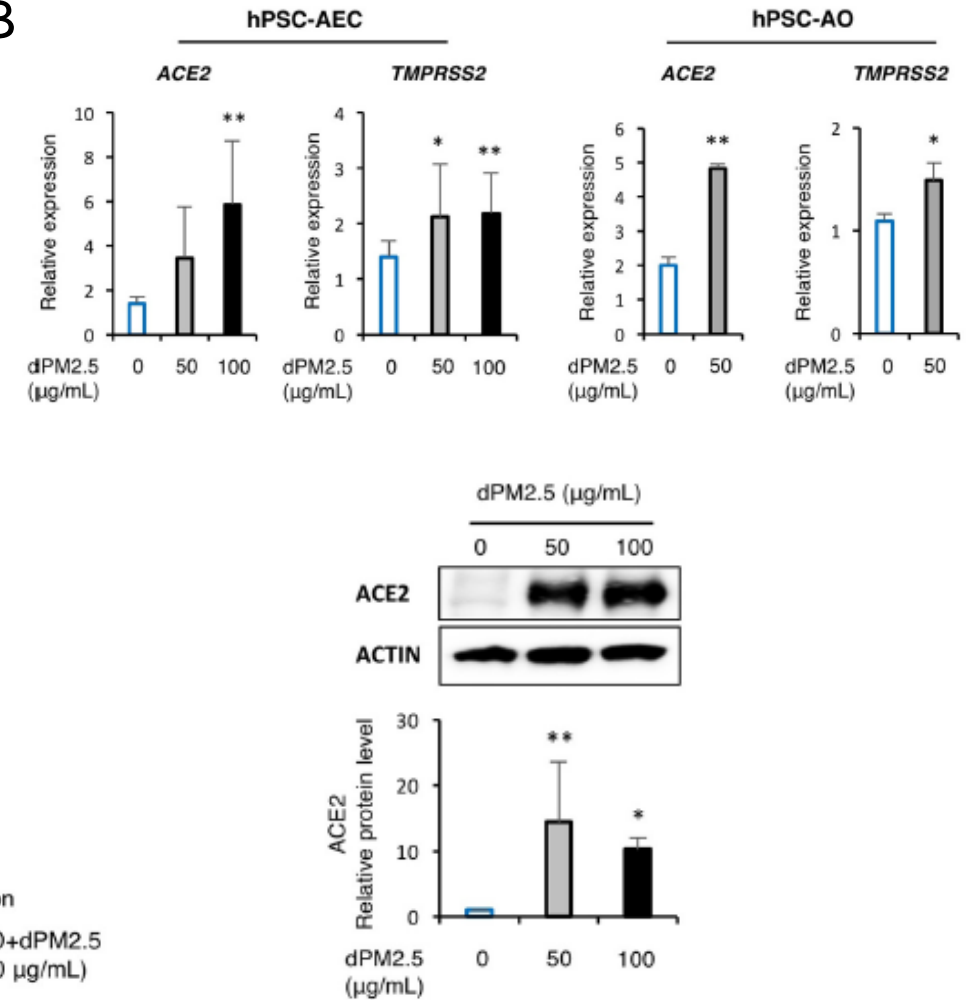 B
hPSC-AEC
hPSC-AO
ACE2
TMPRSS2
ACE2
TMPRSS2
Relative expression
10
8
6
4
2
0
**
dPM2.5
(µg/mL)
0 50 100
Relative expression
4
3
2
1
0
*
**
dPM2.5
(µg/mL)
0 50 100
Relative expression
6
5
4
3
2
1
0
**
dPM2.5
(µg/mL)
0 50
Relative expression
2
1
0
*
dPM2.5
(µg/mL)
0 50
dPM2.5 (µg/mL)
0 50 100
ACE2
ACTIN
ACE2
Relative protein level
30
20
10
0
**
*
dPM2.5
(µg/mL)
0 50 100
+dPM2.5
µg/mL)